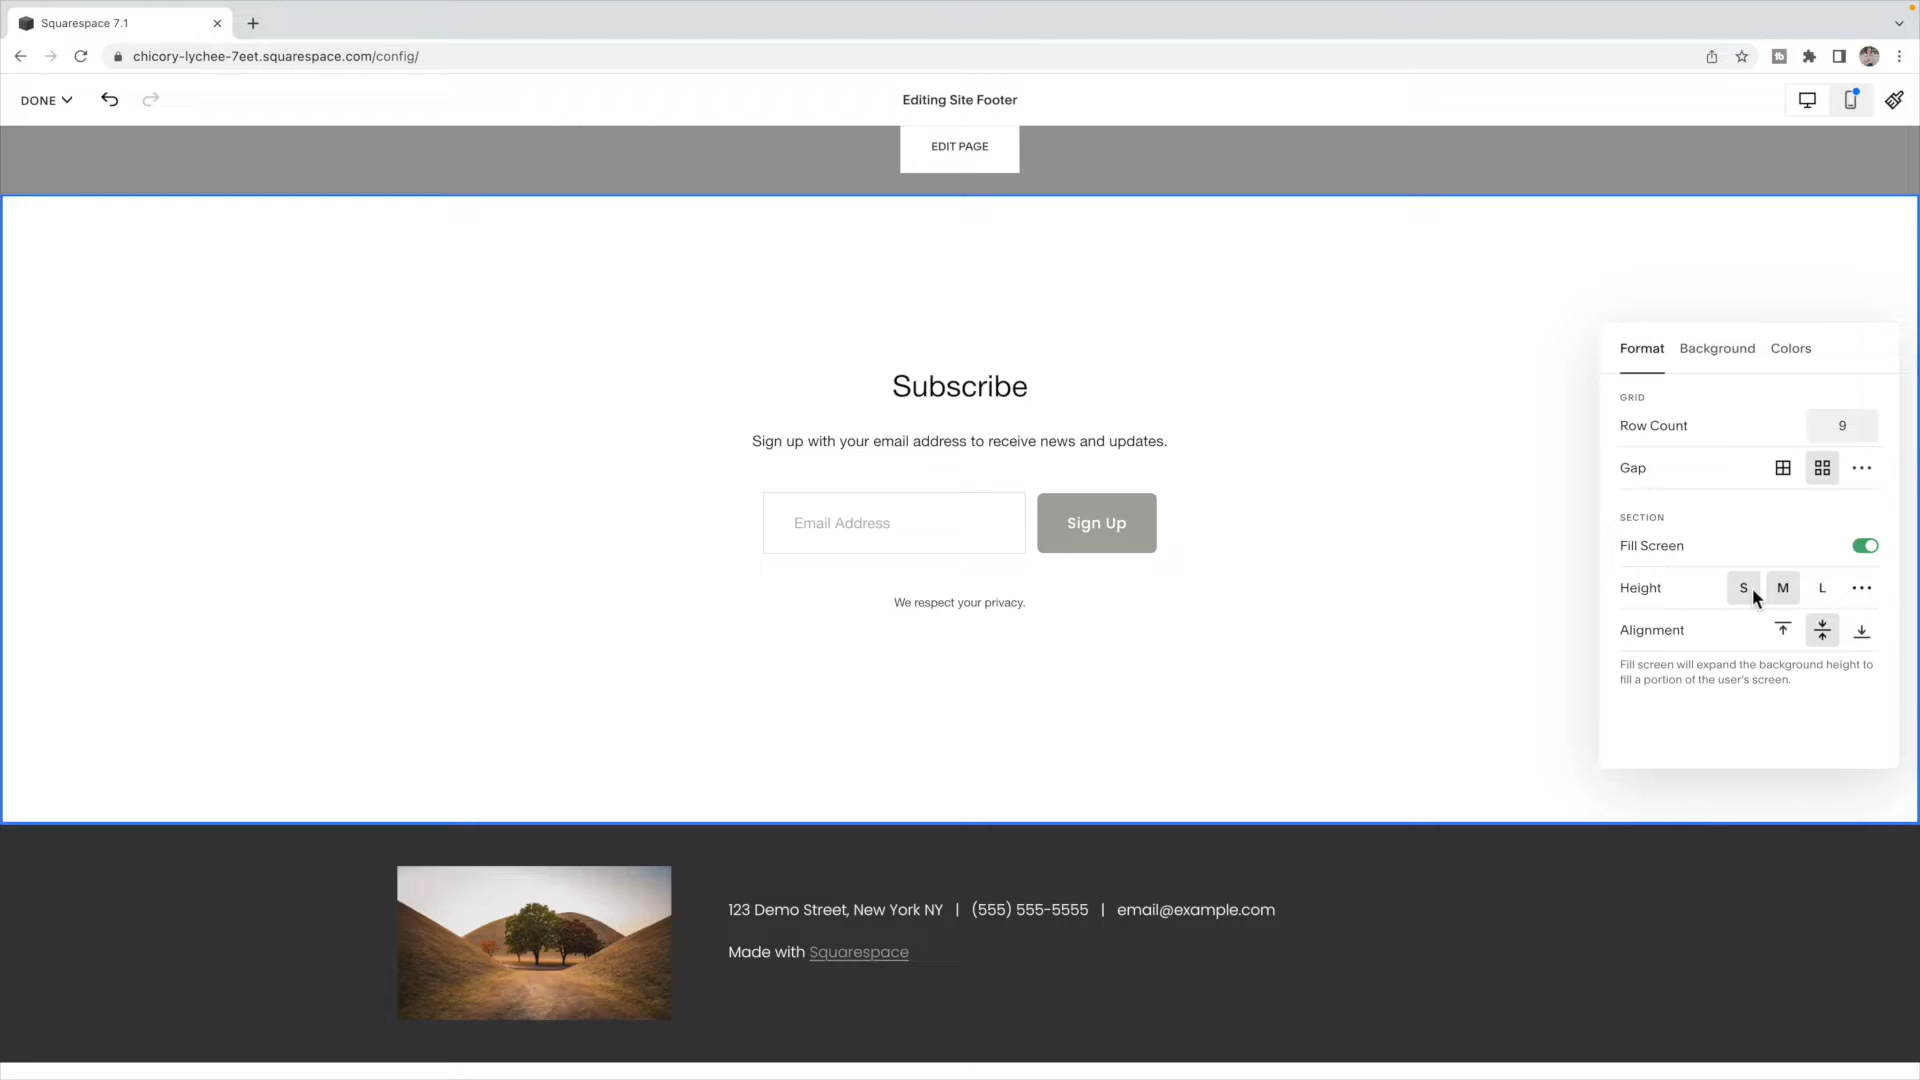 Squarespace 7.1
chicory-lychee-7eet.squarespace.com/config/
DONE
Editing Site Footer
EDIT PAGE
Subscribe
Sign up with your email address to receive news and updates.
Email Address
Sign Up
We respect your privacy.
Format Background Colors
GRID
Row Count 9
Gap
SECTION
Fill Screen
Height S M L
Alignment
Fill screen will expand the background height to
fill a portion of the user's screen.
123 Demo Street, New York NY | (555) 555-5555 | email@example.com
Made with Squarespace